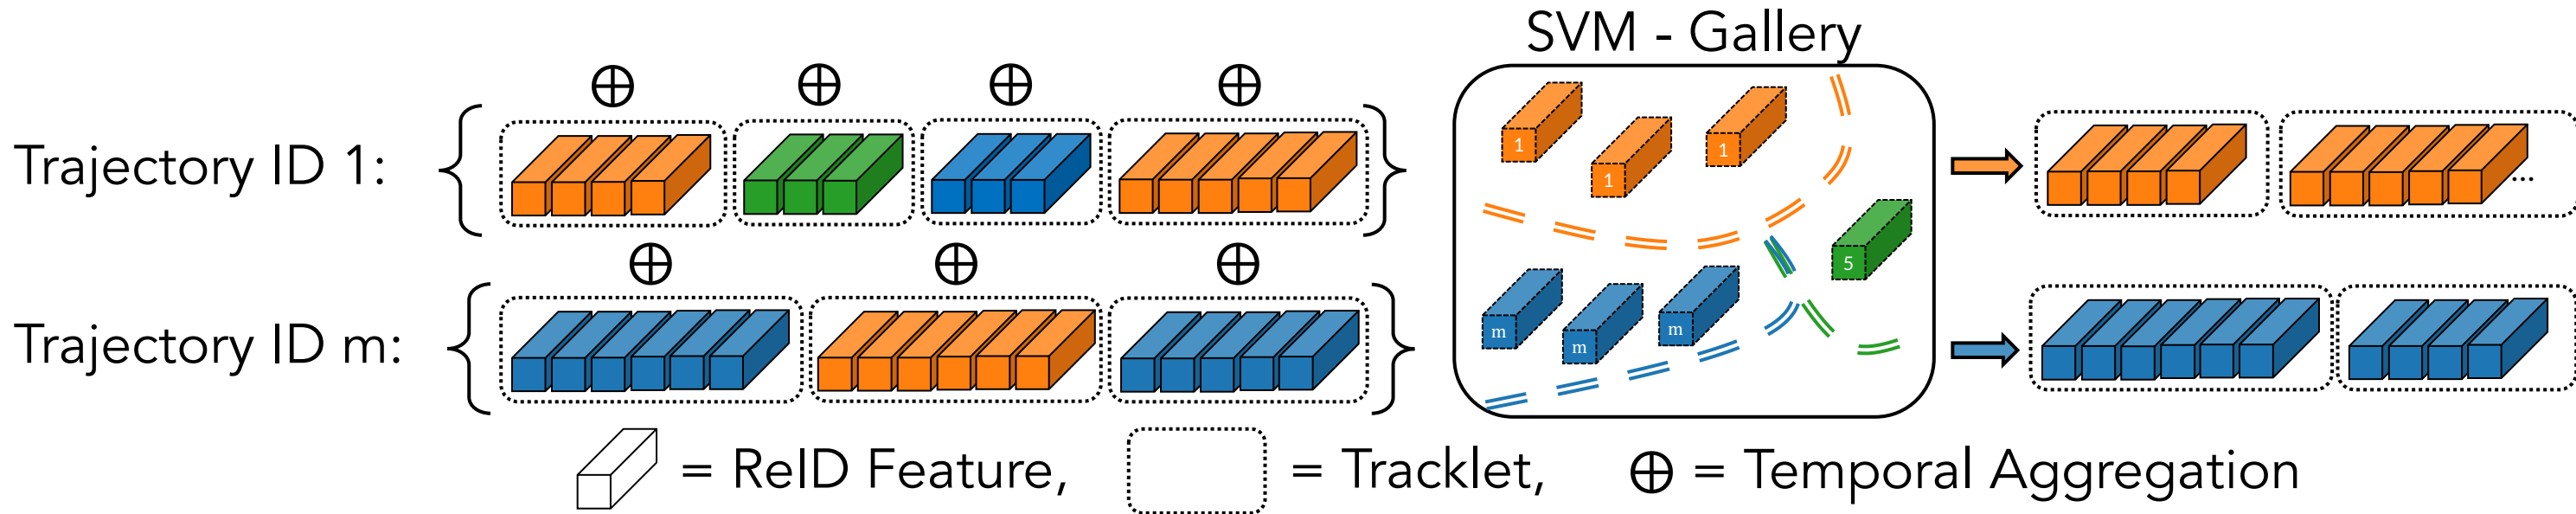 SVM - Gallery
Trajectory ID 1:
1 1 1
...
5
Trajectory ID m:
m m m
= ReID Feature, = Tracklet, ⊕ = Temporal Aggregation